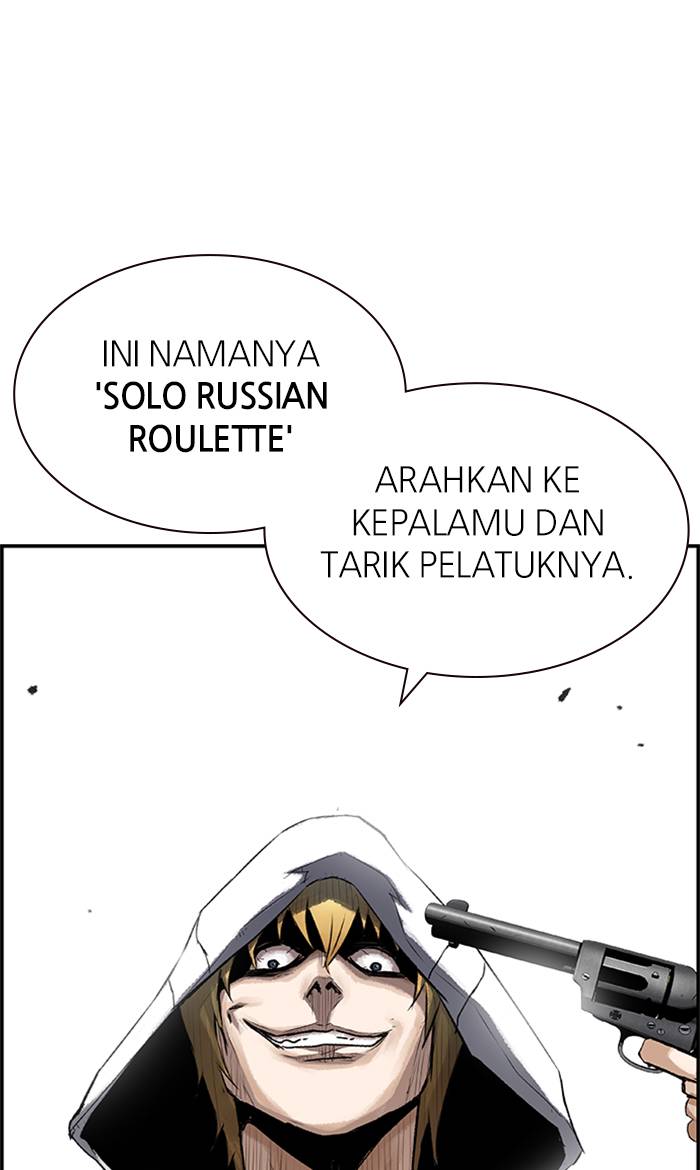 INI NAMANYA
'SOLO RUSSIAN
ROULETTE'
ARAHKAN KE
KEPALAMU DAN
TARIK PELATUKNYA.